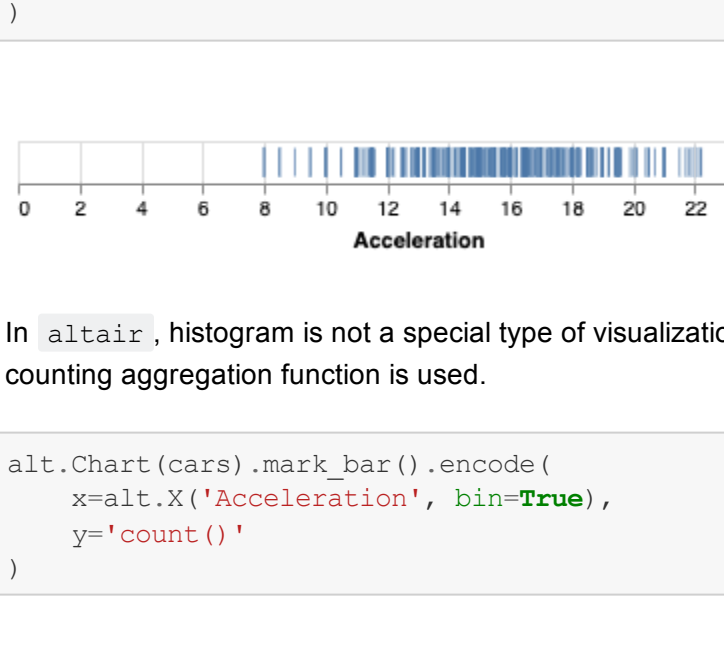 )
0 2 4 6 8 10 12 14 16 18 20 22
Acceleration
In altair , histogram is not a special type of
counting aggregation function is used.
alt.Chart(cars).mark_bar().encode(
    x=alt.X('Acceleration', bin=True),
    y='count()'
)